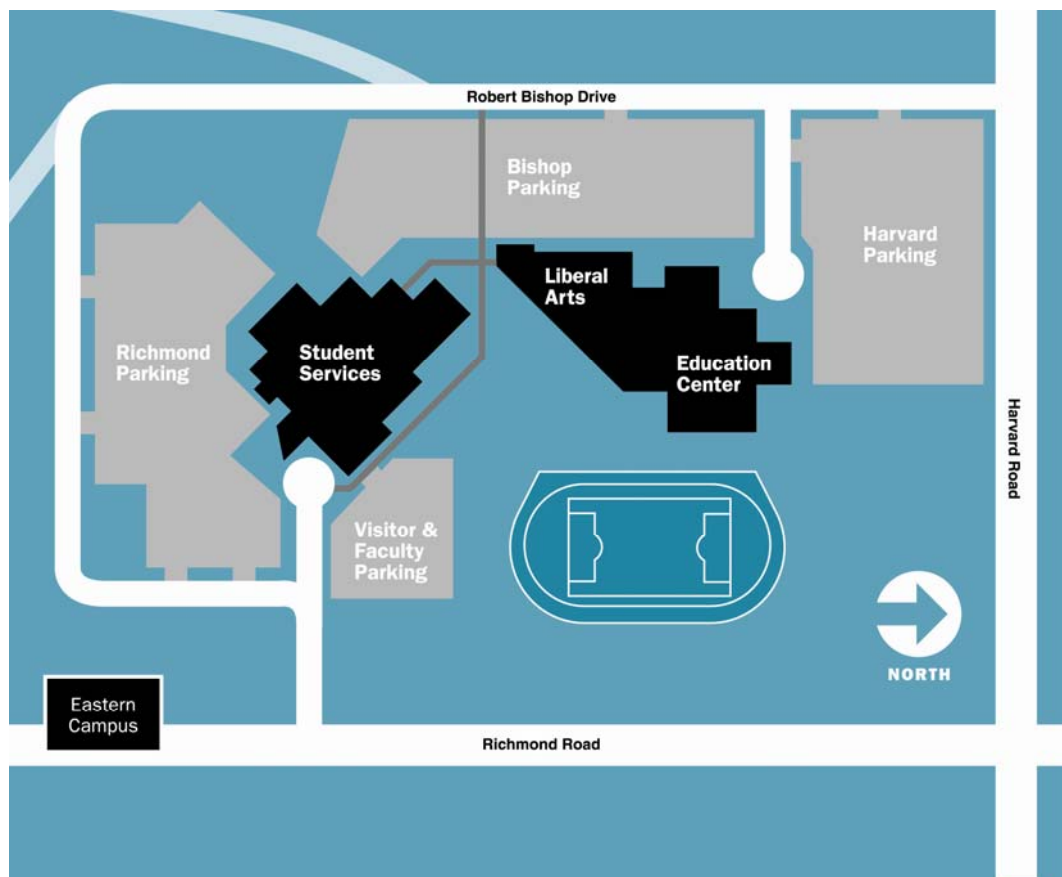 Robert Bishop Drive
Bishop
Parking
Harvard
Parking
Liberal
Arts
Student
Services
Richmond
Parking
Education
Center
Harvard Road
Visitor &
Faculty
Parking
NORTH
Eastern
Campus
Richmond Road